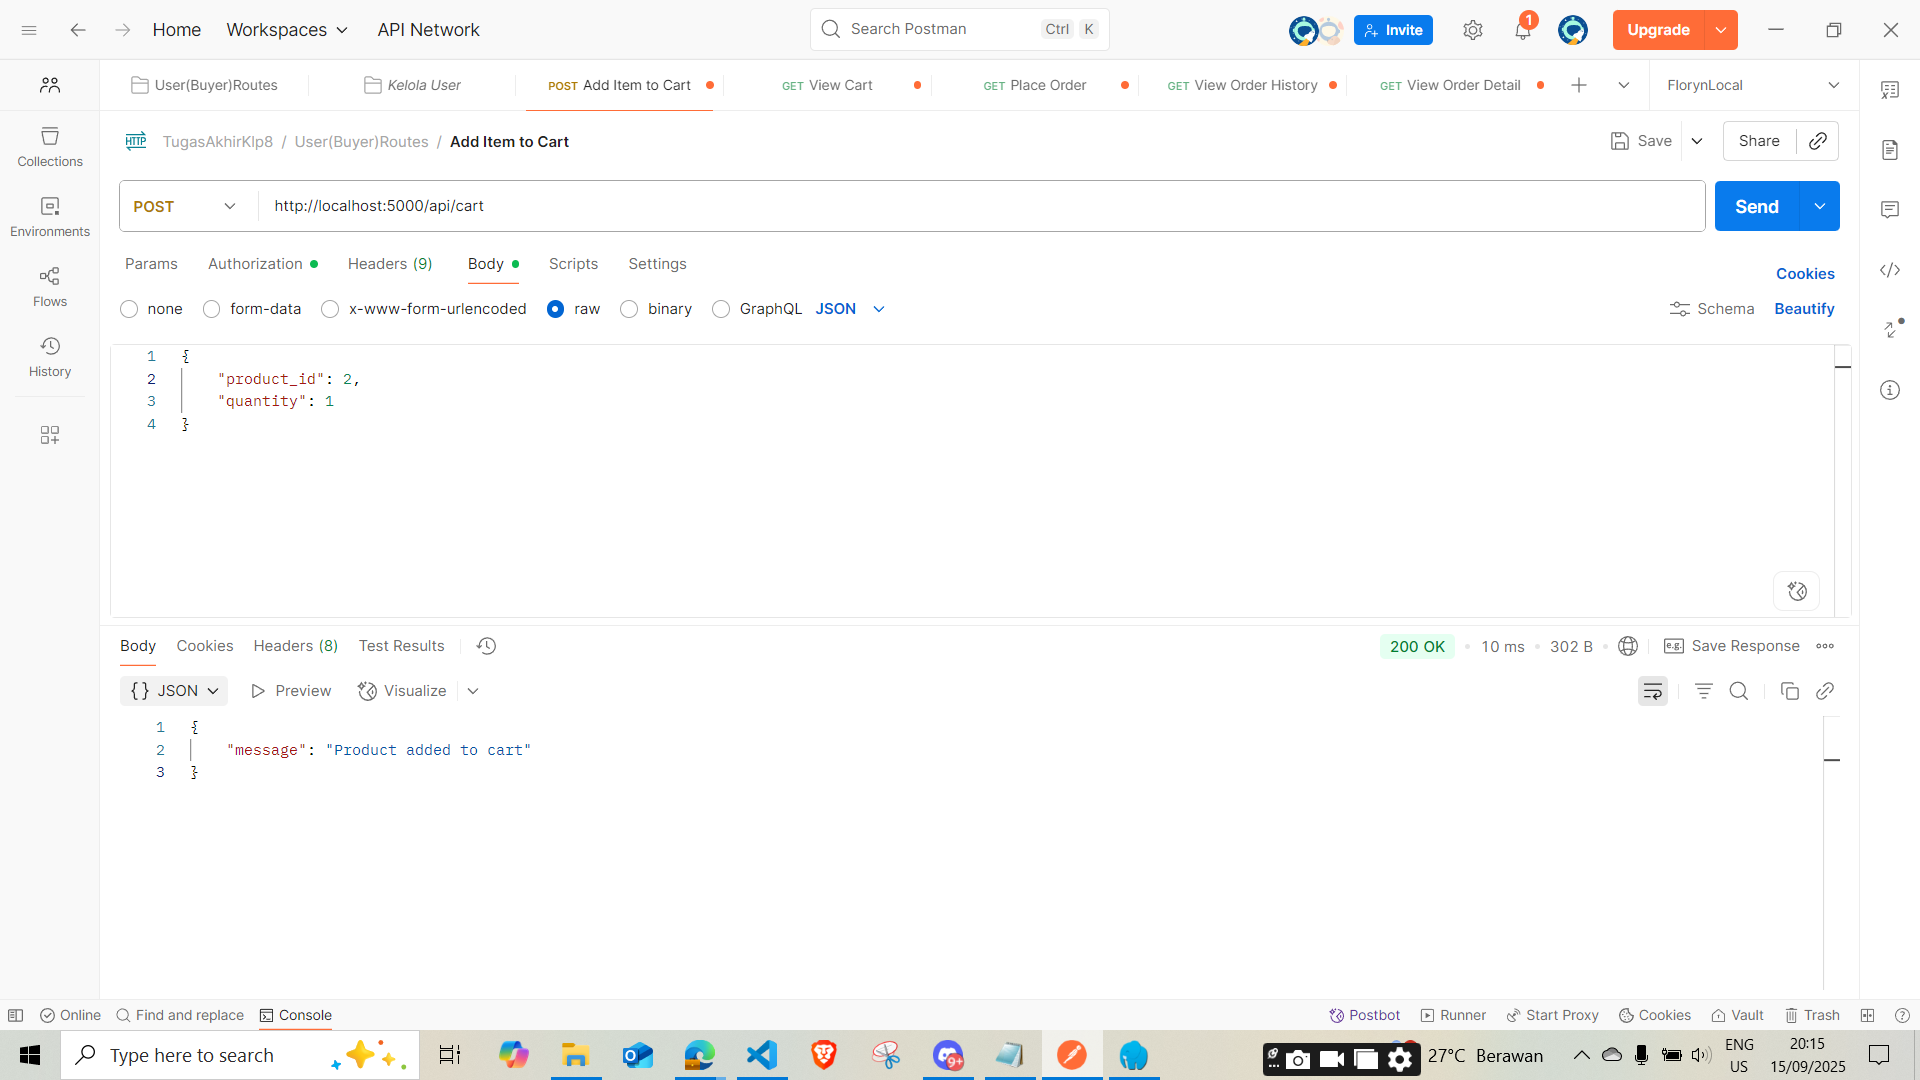 Home Workspaces API Network Search Postman Ctrl K Invite 1 Upgrade
User(Buyer)Routes Kelola User POST Add Item to Cart GET View Cart GET Place Order GET View Order History GET View Order Detail FlorynLocal
HTTP TugasAkhirKlp8 / User(Buyer)Routes / Add Item to Cart Save Share
Collections
Environments
Flows
History
POST http://localhost:5000/api/cart Send
Params Authorization Headers (9) Body Scripts Settings Cookies
none form-data x-www-form-urlencoded raw binary GraphQL JSON Schema Beautify
1 {
2 "product_id": 2,
3 "quantity": 1
4 }
Body Cookies Headers (8) Test Results 200 OK 10 ms 302 B e.g. Save Response
{} JSON Preview Visualize
1 {
2 "message": "Product added to cart"
3 }
Online Find and replace Console Postbot Runner Start Proxy Cookies Vault Trash
Type here to search 9+ 27°C Berawan ENG US 20:15 15/09/2025